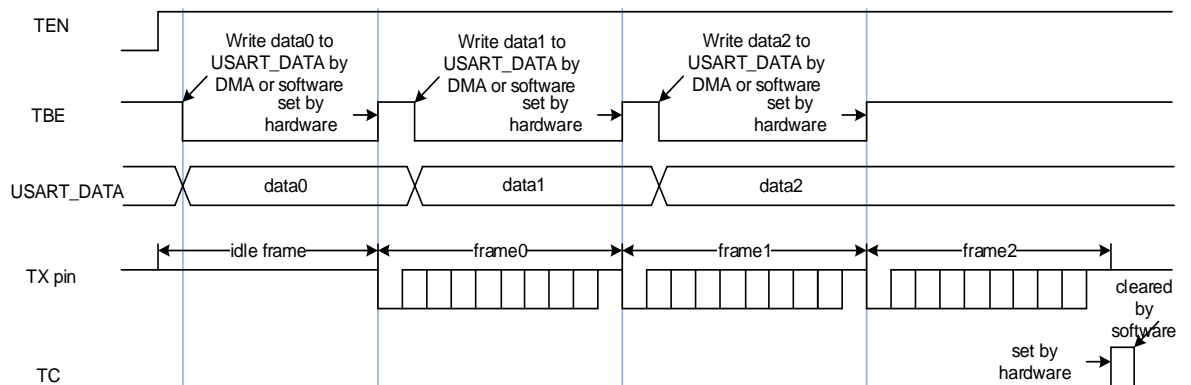 TEN
Write data0 to
USART_DATA by
DMA or software
Write data1 to
USART_DATA by
DMA or software
Write data2 to
USART_DATA by
DMA or software
TBE
set by
hardware
set by
hardware
set by
hardware
USART_DATA
data0
data1
data2
idle frame
frame0
frame1
frame2
TX pin
cleared
by
software
set by
hardware
TC